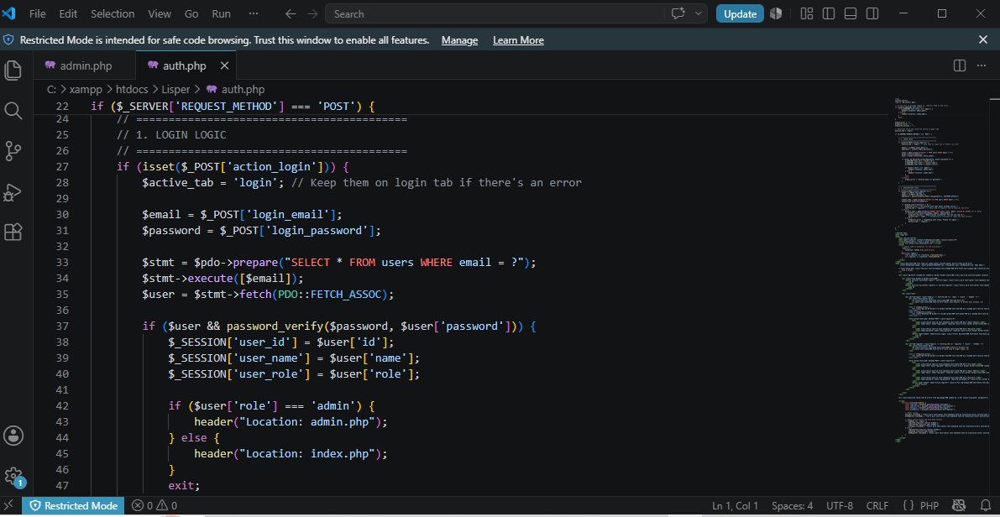 File Edit Selection View Go Run ··· Search Update
Restricted Mode is intended for safe code browsing. Trust this window to enable all features. Manage Learn More
admin.php auth.php
C: > xampp > htdocs > Lisper > auth.php
22 if ($_SERVER['REQUEST_METHOD'] === 'POST') {
24 // ==========================================
25 // 1. LOGIN LOGIC
26 // ==========================================
27 if (isset($_POST['action_login'])) {
28 $active_tab = 'login'; // Keep them on login tab if there's an error
29
30 $email = $_POST['login_email'];
31 $password = $_POST['login_password'];
32
33 $stmt = $pdo->prepare("SELECT * FROM users WHERE email = ?");
34 $stmt->execute([$email]);
35 $user = $stmt->fetch(PDO::FETCH_ASSOC);
36
37 if ($user && password_verify($password, $user['password'])) {
38 $_SESSION['user_id'] = $user['id'];
39 $_SESSION['user_name'] = $user['name'];
40 $_SESSION['user_role'] = $user['role'];
41
42 if ($user['role'] === 'admin') {
43 header("Location: admin.php");
44 } else {
45 header("Location: index.php");
46 }
47 exit;
1
Restricted Mode 0 0 Ln 1, Col 1 Spaces: 4 UTF-8 CRLF { } PHP